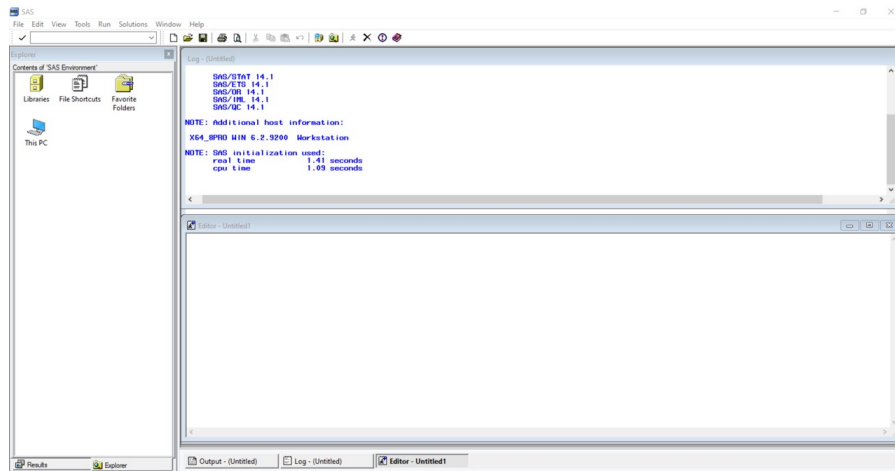 SAS
File Edit View Tools Run Solutions Window Help
Explorer
Contents of 'SAS Environment'
Libraries
File Shortcuts
Favorite
Folders
This PC
Log - (Untitled)
SAS/STAT 14.1
SAS/ETS 14.1
SAS/OR 14.1
SAS/IML 14.1
SAS/QC 14.1
NOTE: Additional host information:
X64_8PRO WIN 6.2.9200 Workstation
NOTE: SAS initialization used:
real time 1.41 seconds
cpu time 1.09 seconds
Editor - Untitled1
Results
Explorer
Output - (Untitled)
Log - (Untitled)
Editor - Untitled1